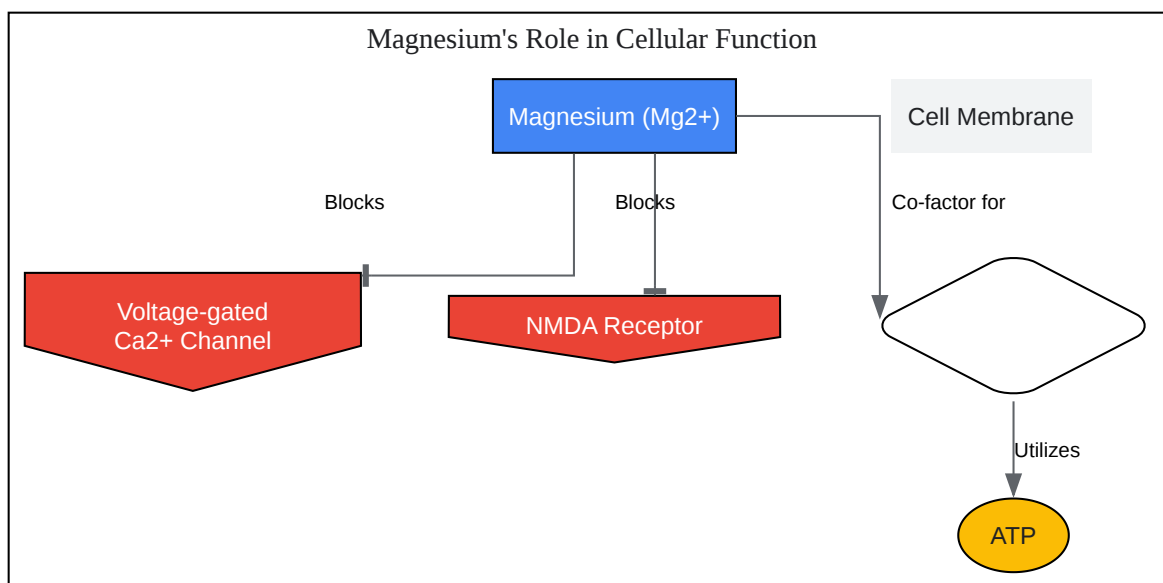 Magnesium's Role in Cellular Function
Magnesium (Mg2+)
Cell Membrane
Blocks
Blocks
Co-factor for
Voltage-gated
Ca2+ Channel
NMDA Receptor
Utilizes
ATP